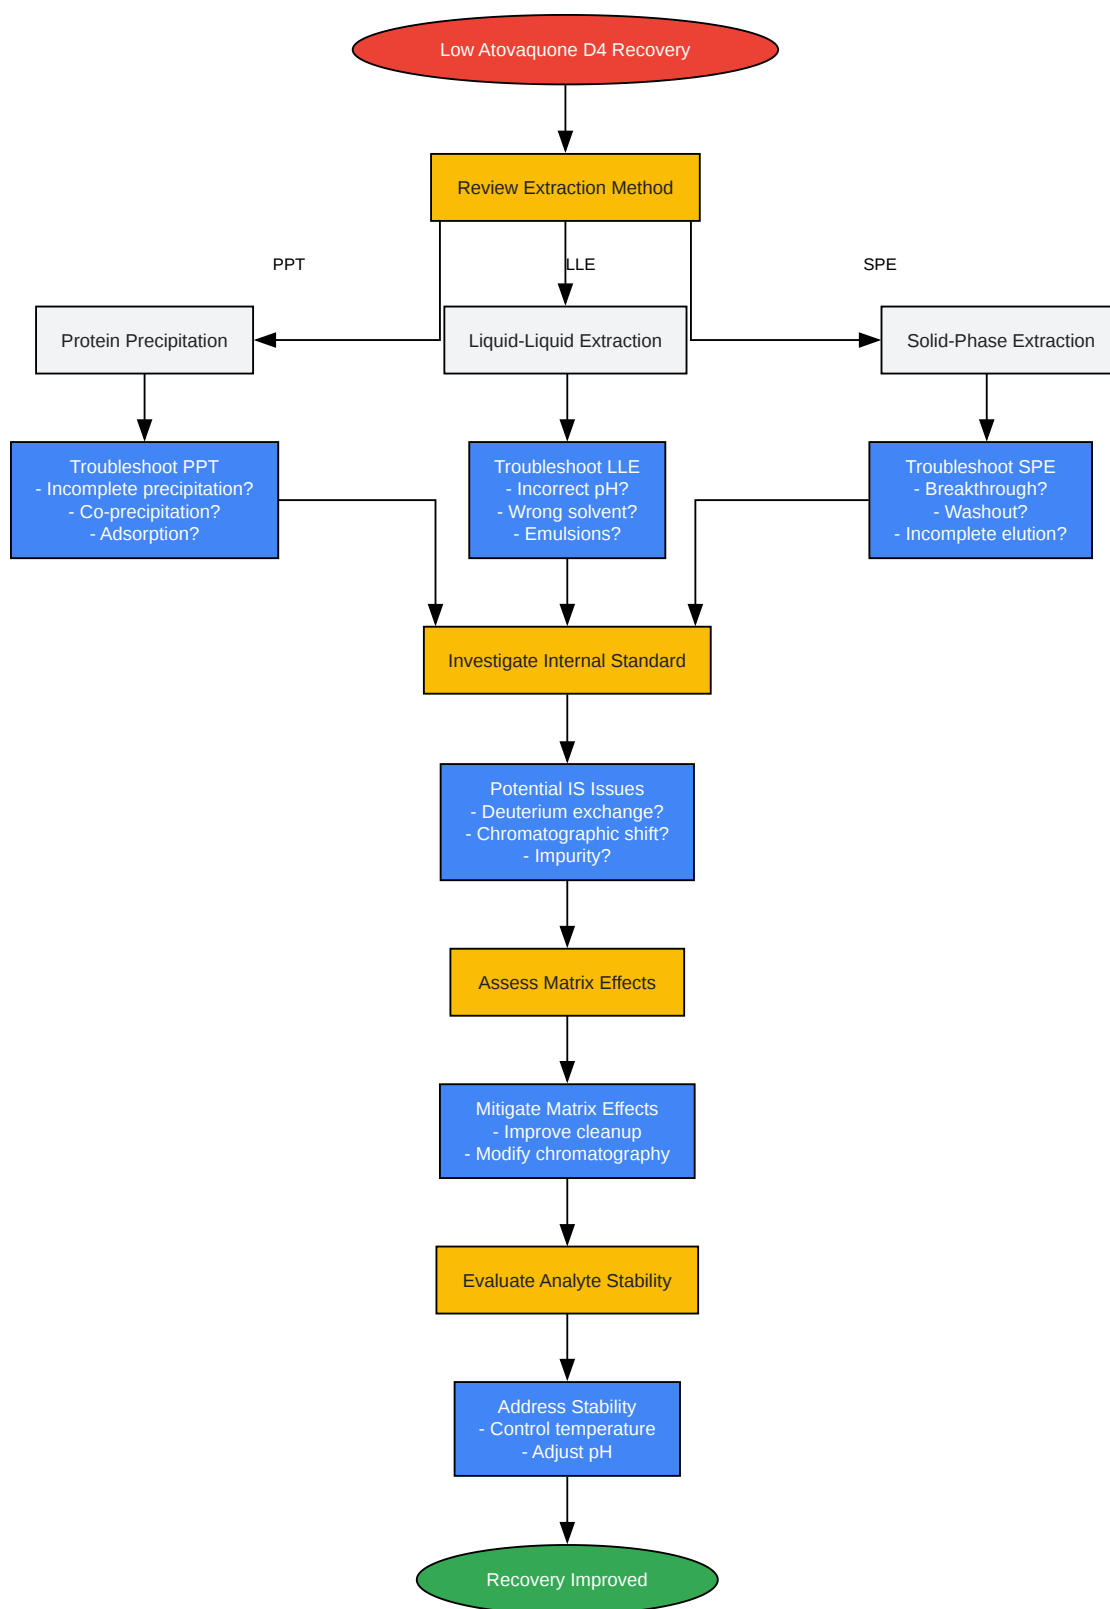 Low Atovaquone D4 Recovery
Review Extraction Method
PPT
LLE
SPE
Protein Precipitation
Liquid-Liquid Extraction
Solid-Phase Extraction
Troubleshoot PPT
- Incomplete precipitation?
- Co-precipitation?
- Adsorption?
Troubleshoot LLE
- Incorrect pH?
- Wrong solvent?
- Emulsions?
Troubleshoot SPE
- Breakthrough?
- Washout?
- Incomplete elution?
Investigate Internal Standard
Potential IS Issues
- Deuterium exchange?
- Chromatographic shift?
- Impurity?
Assess Matrix Effects
Mitigate Matrix Effects
- Improve cleanup
- Modify chromatography
Evaluate Analyte Stability
Address Stability
- Control temperature
- Adjust pH
Recovery Improved